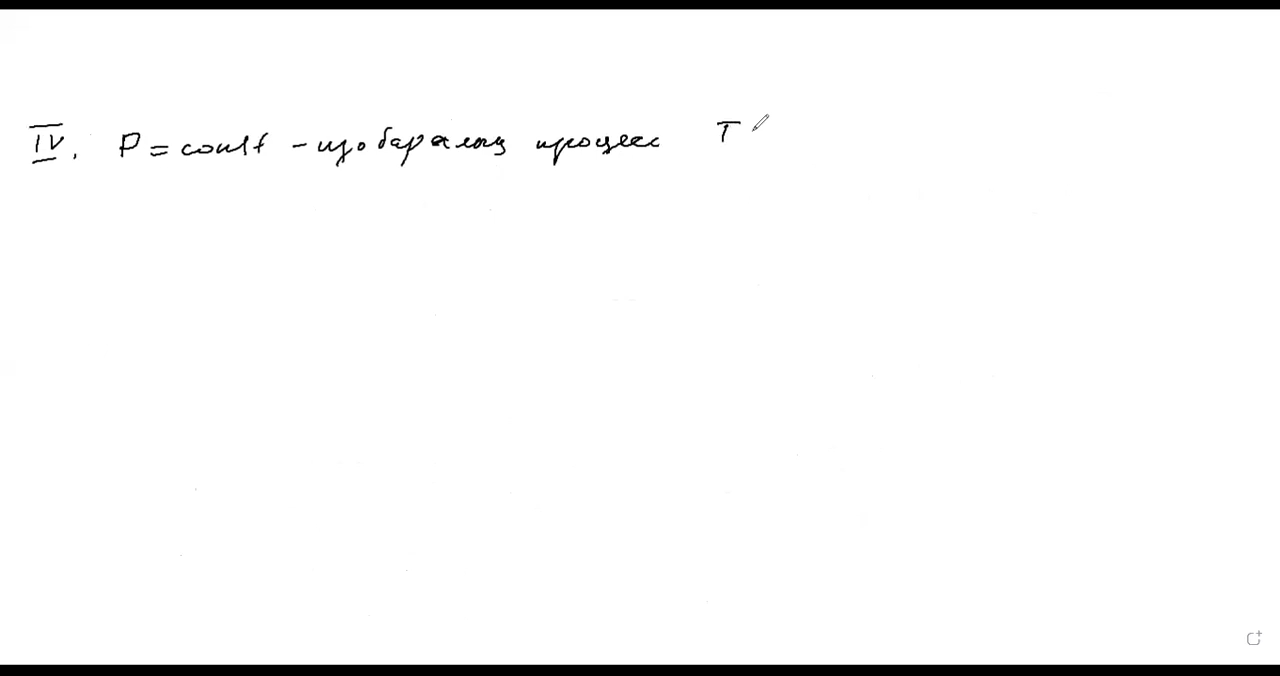 IV. P = const - изобарный процесс T